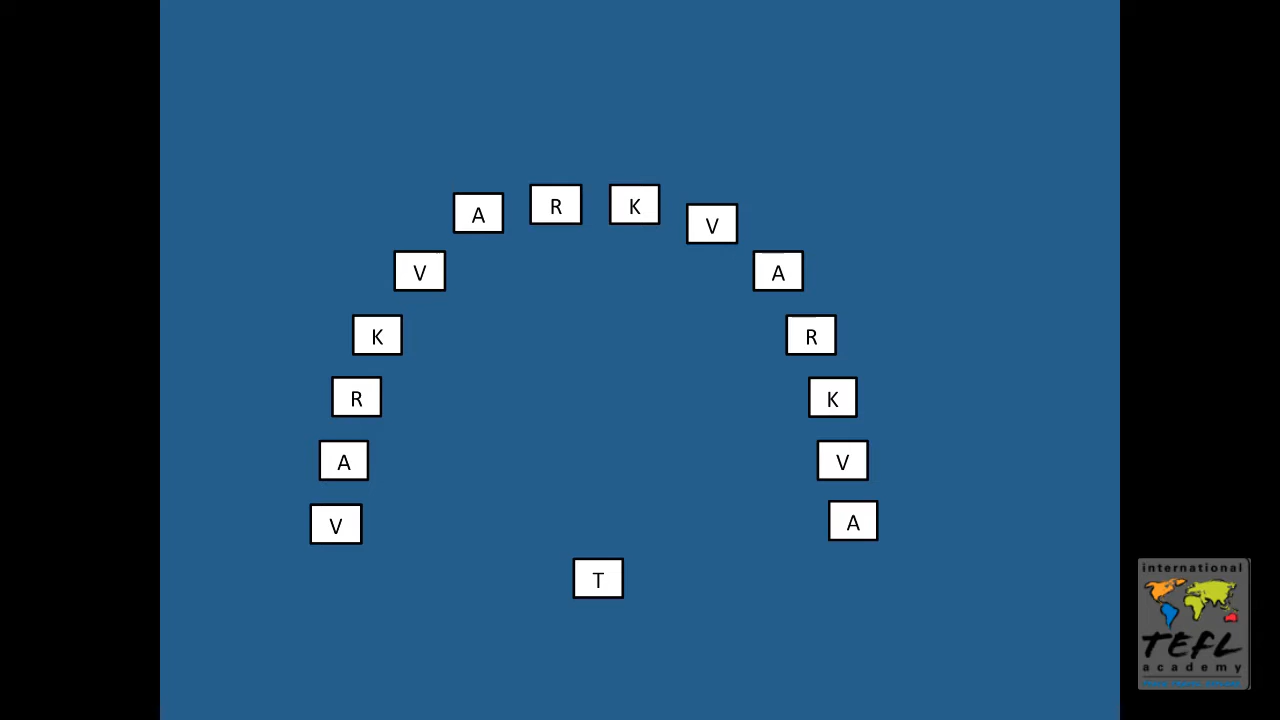 A R K V
V A
K R
R K
A V
V A
T
international
TEFL
academy